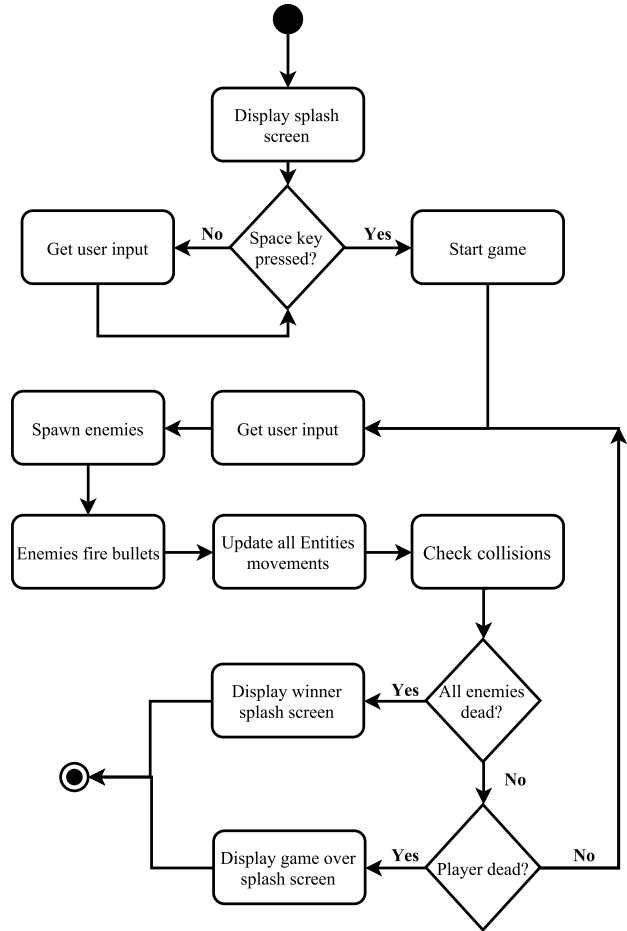 Display splash
screen
No
Yes
Get user input
Space key
pressed?
Start game
Spawn enemies
Get user input
Enemies fire bullets
Update all Entities
movements
Check collisions
Display winner
splash screen
Yes
All enemies
dead?
No
Display game over
splash screen
Yes
Player dead?
No